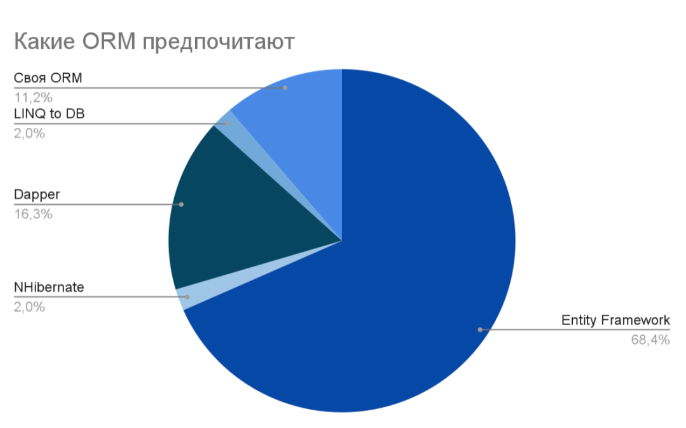 Какие ORM предпочитают
Своя ORM
11,2%
LINQ to DB
2,0%
Dapper
16,3%
NHibernate
2,0%
Entity Framework
68,4%